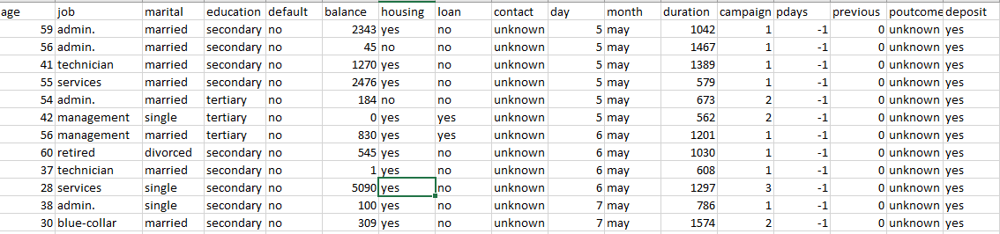 age job marital education default balance housing loan contact day month duration campaign pdays previous poutcome deposit
59 admin. married secondary no 2343 yes no unknown 5 may 1042 1 -1 0 unknown yes
56 admin. married secondary no 45 no no unknown 5 may 1467 1 -1 0 unknown yes
41 technician married secondary no 1270 yes no unknown 5 may 1389 1 -1 0 unknown yes
55 services married secondary no 2476 yes no unknown 5 may 579 1 -1 0 unknown yes
54 admin. married tertiary no 184 no no unknown 5 may 673 2 -1 0 unknown yes
42 management single tertiary no 0 yes yes unknown 5 may 562 2 -1 0 unknown yes
56 management married tertiary no 830 yes yes unknown 6 may 1201 1 -1 0 unknown yes
60 retired divorced secondary no 545 yes no unknown 6 may 1030 1 -1 0 unknown yes
37 technician married secondary no 1 yes no unknown 6 may 608 1 -1 0 unknown yes
28 services single secondary no 5090 yes no unknown 6 may 1297 3 -1 0 unknown yes
38 admin. single secondary no 100 yes no unknown 7 may 786 1 -1 0 unknown yes
30 blue-collar married secondary no 309 yes no unknown 7 may 1574 2 -1 0 unknown yes